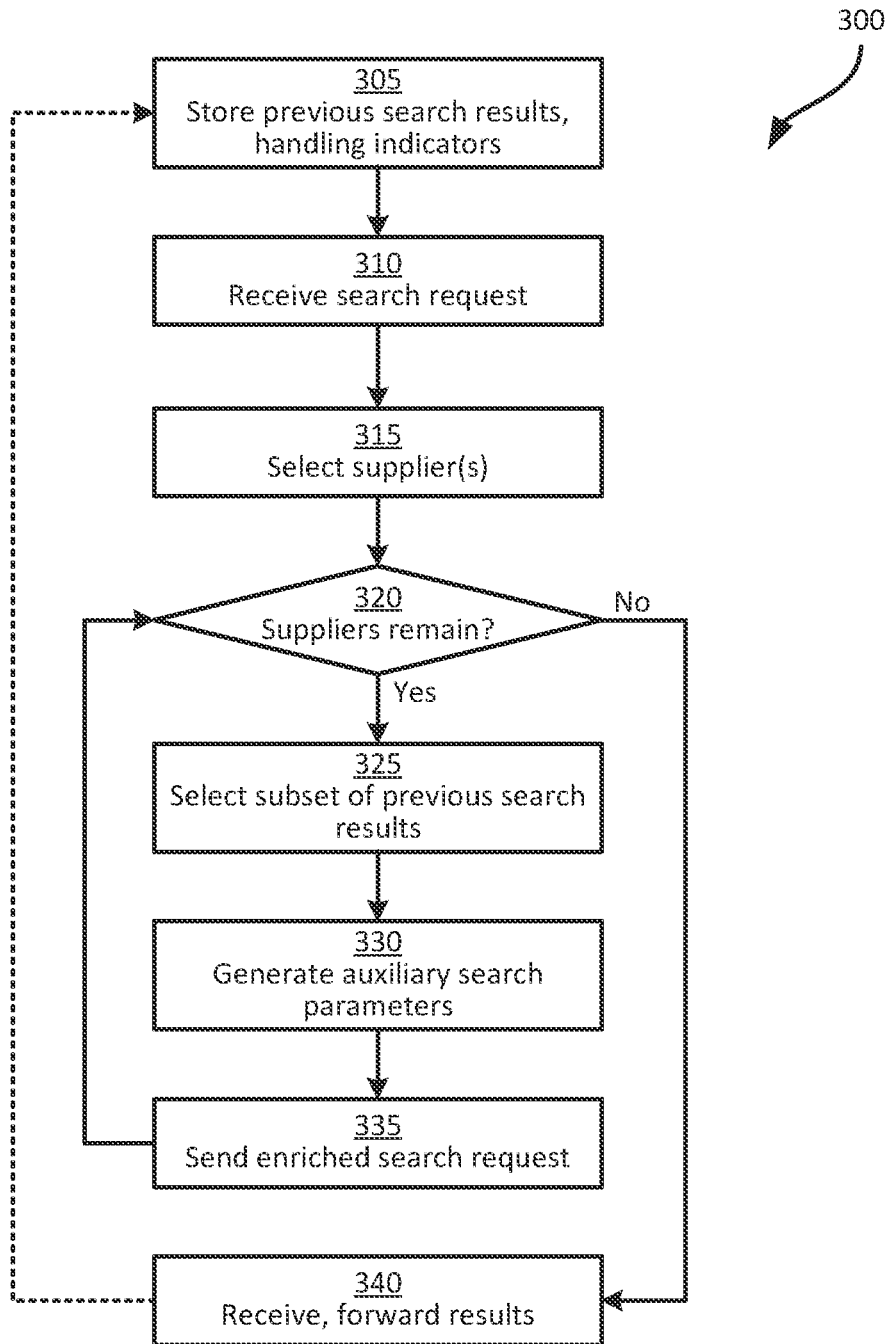 300
305
Store previous search results,
handling indicators
310
Receive search request
315
Select supplier(s)
320
Suppliers remain?
No
Yes
325
Select subset of previous search
results
330
Generate auxiliary search
parameters
335
Send enriched search request
340
Receive, forward results